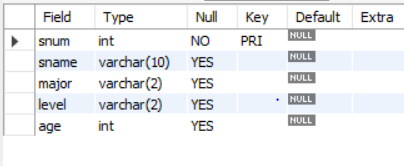 Field Type Null Key Default Extra
snum int NO PRI NULL
sname varchar(10) YES NULL
major varchar(2) YES NULL
level varchar(2) YES NULL
age int YES NULL